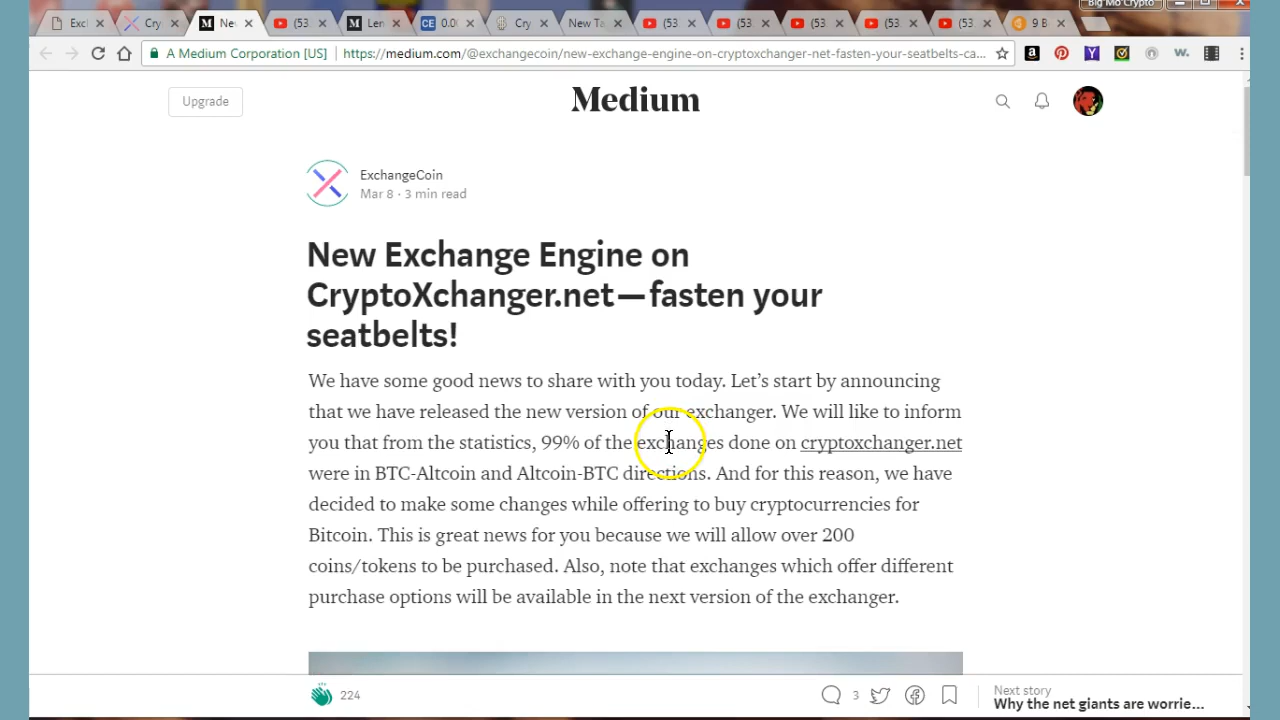 Big Mo Crypto
Exc
Cry
Ne
(53
Len
CE 0.0
Cry
New Ta
(53
(53
(53
(53
(53
9 B
A Medium Corporation [US]
https://medium.com/@exchangecoin/new-exchange-engine-on-cryptoxchanger-net-fasten-your-seatbelts-ca...
Upgrade
Medium
ExchangeCoin
Mar 8 · 3 min read
New Exchange Engine on
CryptoXchanger.net—fasten your
seatbelts!
We have some good news to share with you today. Let’s start by announcing
that we have released the new version of our exchanger. We will like to inform
you that from the statistics, 99% of the exchanges done on cryptoxchanger.net
were in BTC-Altcoin and Altcoin-BTC directions. And for this reason, we have
decided to make some changes while offering to buy cryptocurrencies for
Bitcoin. This is great news for you because we will allow over 200
coins/tokens to be purchased. Also, note that exchanges which offer different
purchase options will be available in the next version of the exchanger.
224
3
Next story
Why the net giants are worrie...